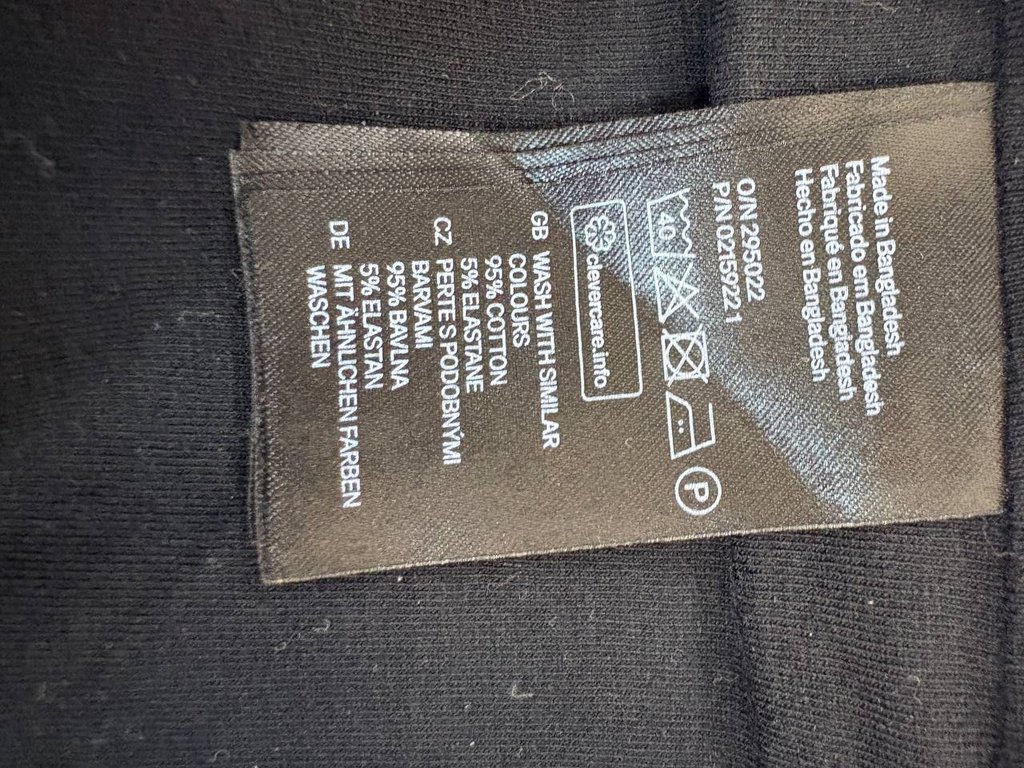 Made in Bangladesh
Fabricado em Bangladesh
Fabriqué en Bangladesh
Hecho en Bangladesh
O/N 295022
P/N 0215922 1
40 P
clevercare.info
GB WASH WITH SIMILAR
COLOURS
95% COTTON
5% ELASTANE
CZ PERTE S PODOBNÝMI
BARVAMI
95% BAVLNA
5% ELASTAN
DE MIT ÄHNLICHEN FARBEN
WASCHEN